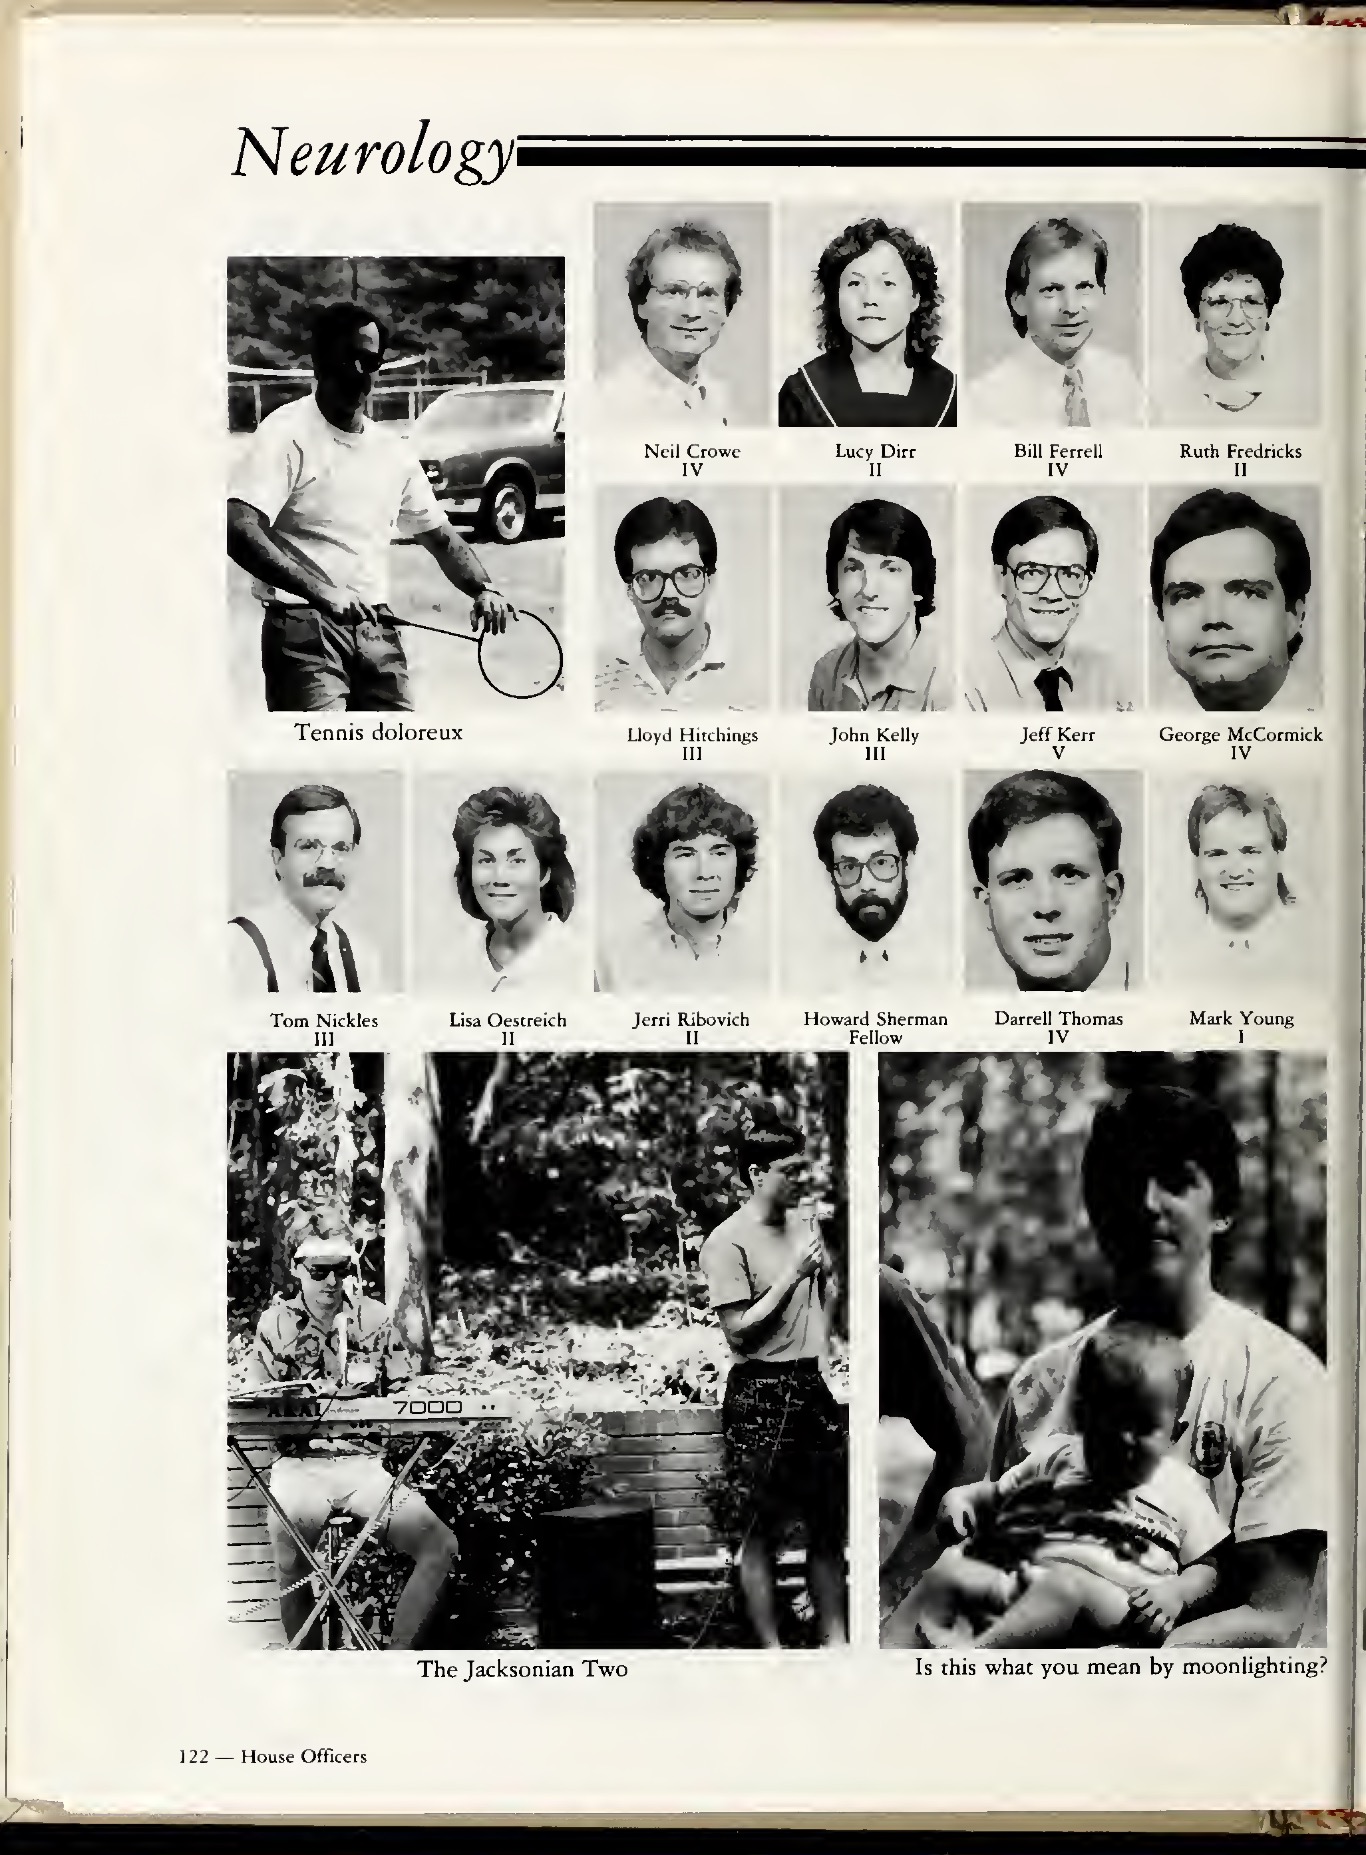 Neurology
Neil Crowe
IV
Lucy Dirr
II
Bill Ferrell
IV
Ruth Fredricks
II
Tennis doloreux
Lloyd Hitchings
III
John Kelly
III
Jeff Kerr
V
George McCormick
IV
Tom Nickles
III
Lisa Oestreich
II
Jerri Ribovich
II
Howard Sherman
Fellow
Darrell Thomas
IV
Mark Young
I
AKAI
7000
The Jacksonian Two
Is this what you mean by moonlighting?
122 — House Officers